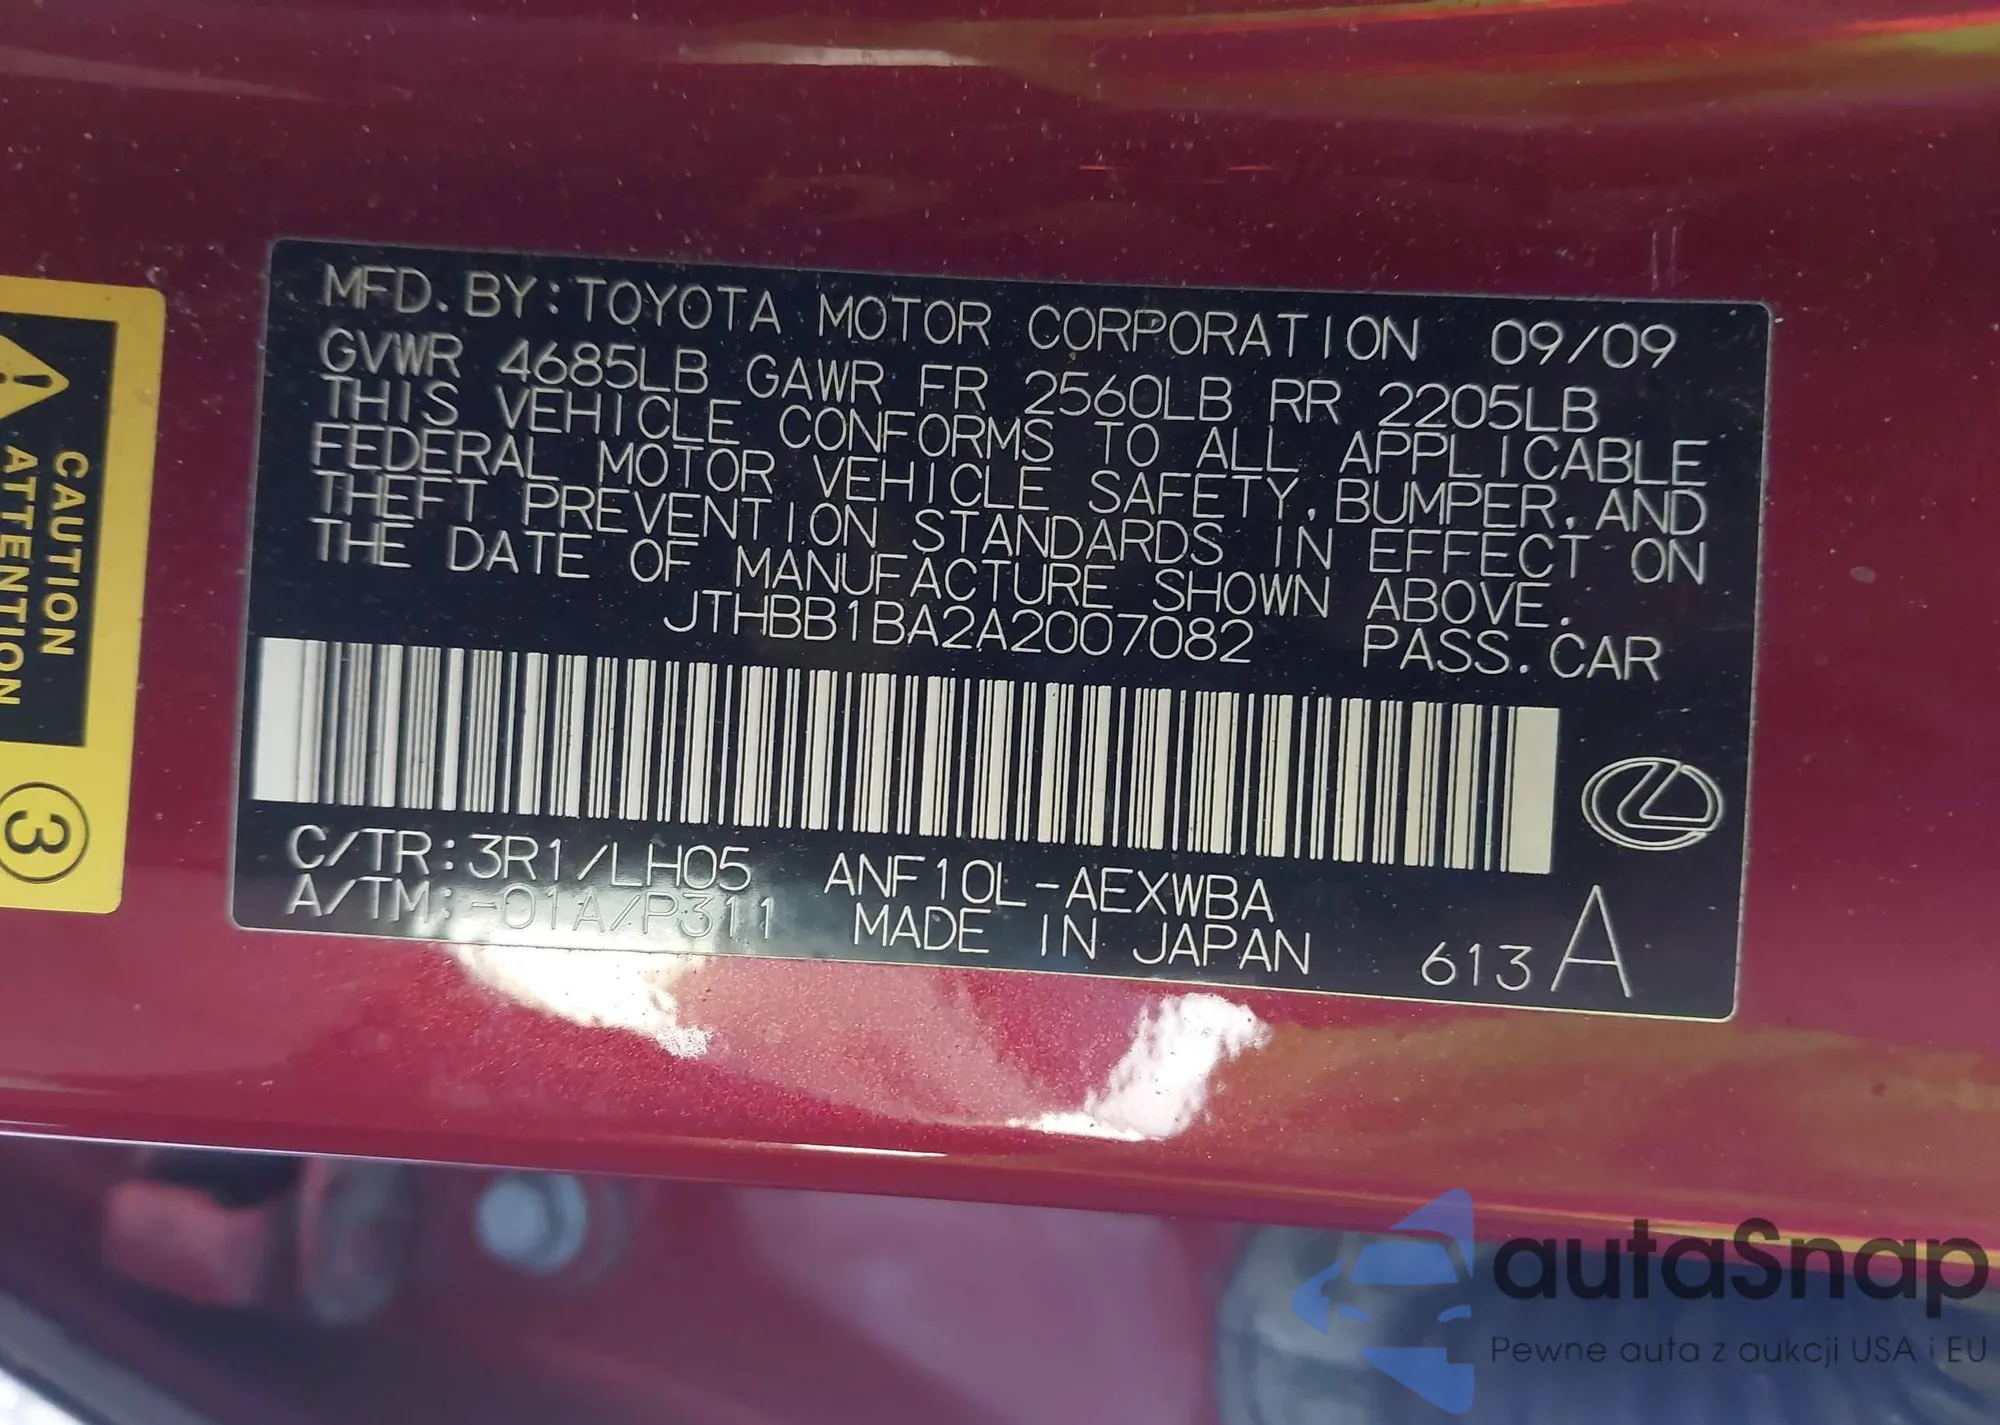 MFD. BY: TOYOTA MOTOR CORPORATION 09/09
GVWR 4685LB GAWR FR 2560LB RR 2205LB
THIS VEHICLE CONFORMS TO ALL APPLICABLE
FEDERAL MOTOR VEHICLE SAFETY, BUMPER, AND
THEFT PREVENTION STANDARDS IN EFFECT ON
THE DATE OF MANUFACTURE SHOWN ABOVE.
JTHBB1BA2A2007082 PASS. CAR
C/TR: 3R1/LH05 ANF10L-AEXWBA
A/TM: -01A/P311 MADE IN JAPAN 613 A
CAUTION
ATTENTION
3
autaSnap
Pewne auta z aukcji USA i EU